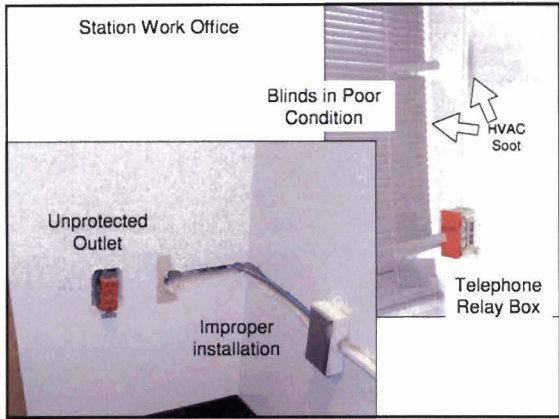 Station Work Office
Blinds in Poor
Condition
HVAC
Soot
Unprotected
Outlet
Telephone
Relay Box
Improper
installation